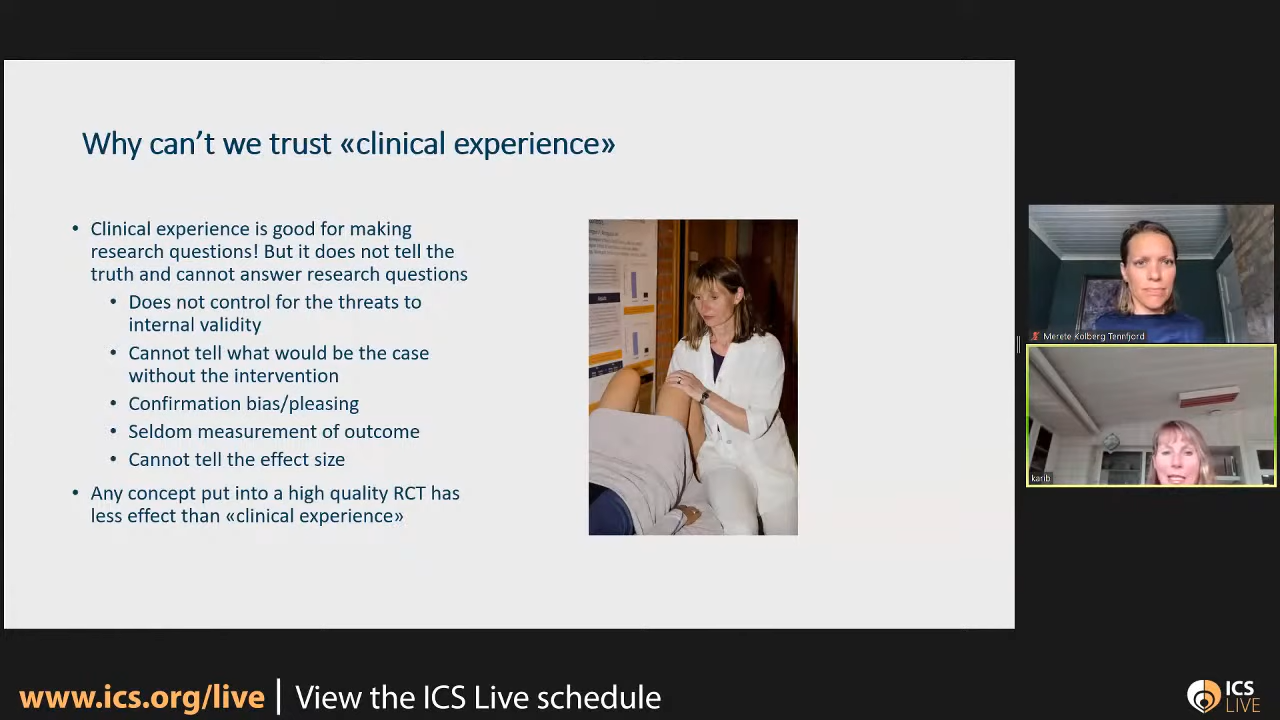 Why can't we trust «clinical experience»
• Clinical experience is good for making
research questions! But it does not tell the
truth and cannot answer research questions
• Does not control for the threats to
internal validity
• Cannot tell what would be the case
without the intervention
• Confirmation bias/pleasing
• Seldom measurement of outcome
• Cannot tell the effect size
• Any concept put into a high quality RCT has
less effect than «clinical experience»
Merete Kolberg Tennfjord
karib
www.ics.org/live | View the ICS Live schedule
ICS
LIVE